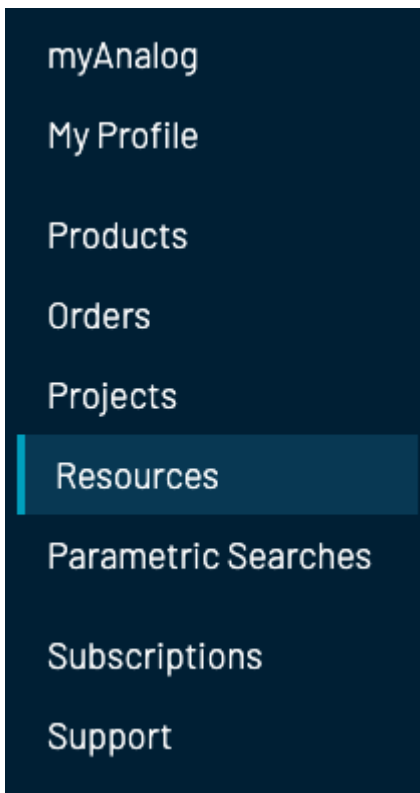 myAnalog
My Profile
Products
Orders
Projects
Resources
Parametric Searches
Subscriptions
Support